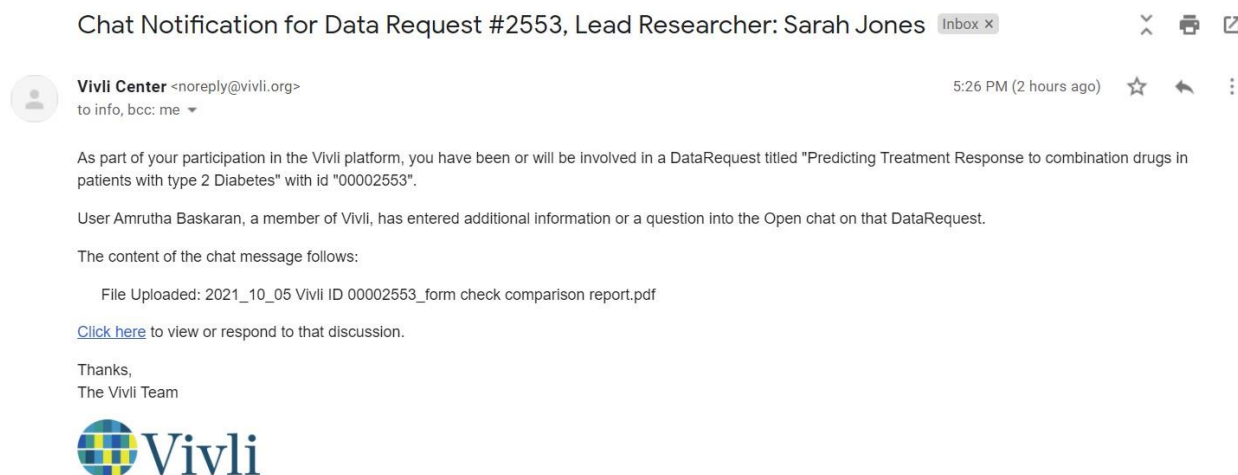 Chat Notification for Data Request #2553, Lead Researcher: Sarah Jones Inbox ×
Vivli Center <noreply@vivli.org> 5:26 PM (2 hours ago)
to info, bcc: me
As part of your participation in the Vivli platform, you have been or will be involved in a DataRequest titled "Predicting Treatment Response to combination drugs in
patients with type 2 Diabetes" with id "00002553".
User Amrutha Baskaran, a member of Vivli, has entered additional information or a question into the Open chat on that DataRequest.
The content of the chat message follows:
File Uploaded: 2021_10_05 Vivli ID 00002553_form check comparison report.pdf
Click here to view or respond to that discussion.
Thanks,
The Vivli Team
Vivli